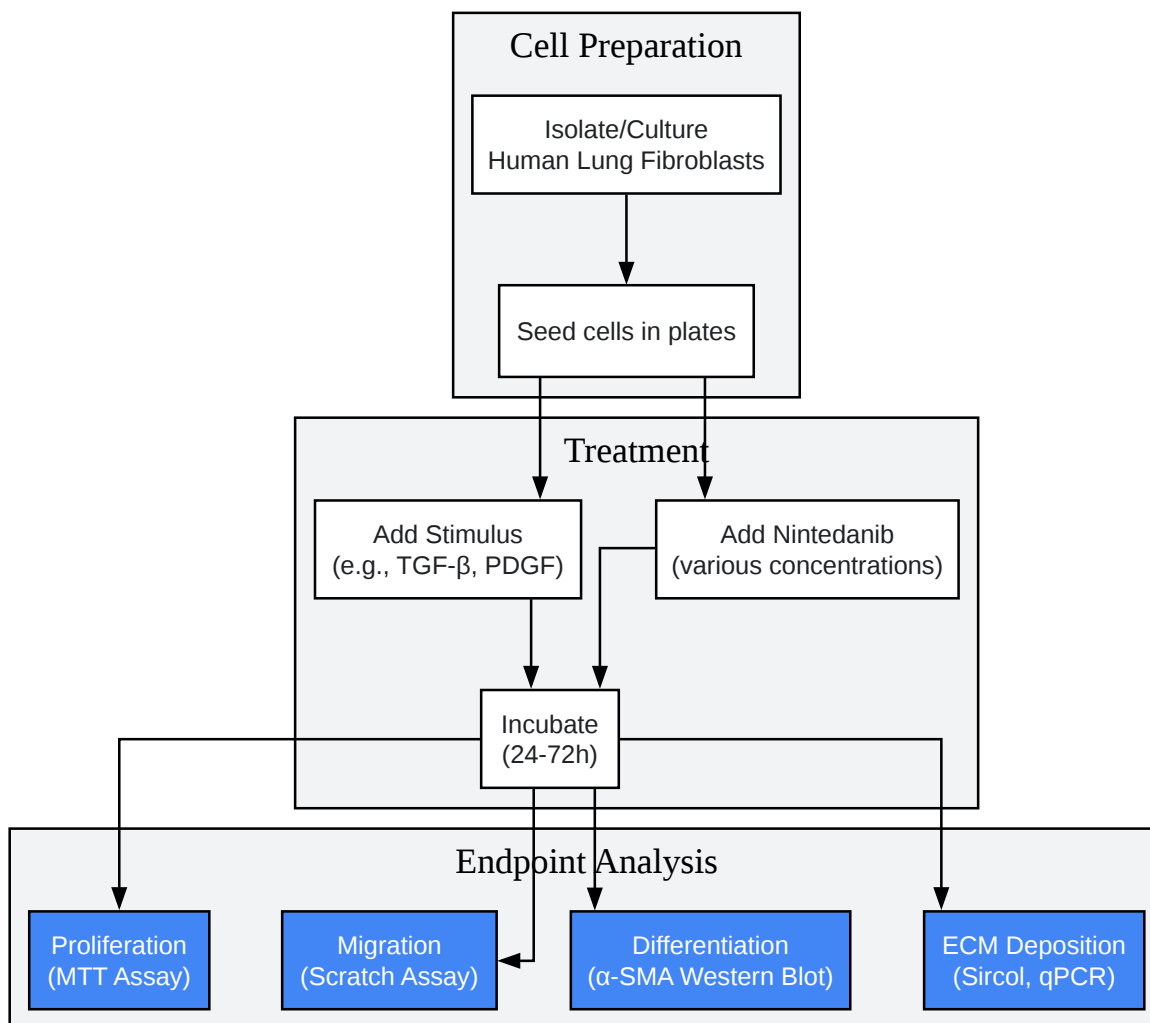 Cell Preparation
Isolate/Culture
Human Lung Fibroblasts
Seed cells in plates
Treatment
Add Stimulus
(e.g., TGF-β, PDGF)
Add Nintedanib
(various concentrations)
Incubate
(24-72h)
Endpoint Analysis
Proliferation
(MTT Assay)
Migration
(Scratch Assay)
Differentiation
(α-SMA Western Blot)
ECM Deposition
(Sircol, qPCR)